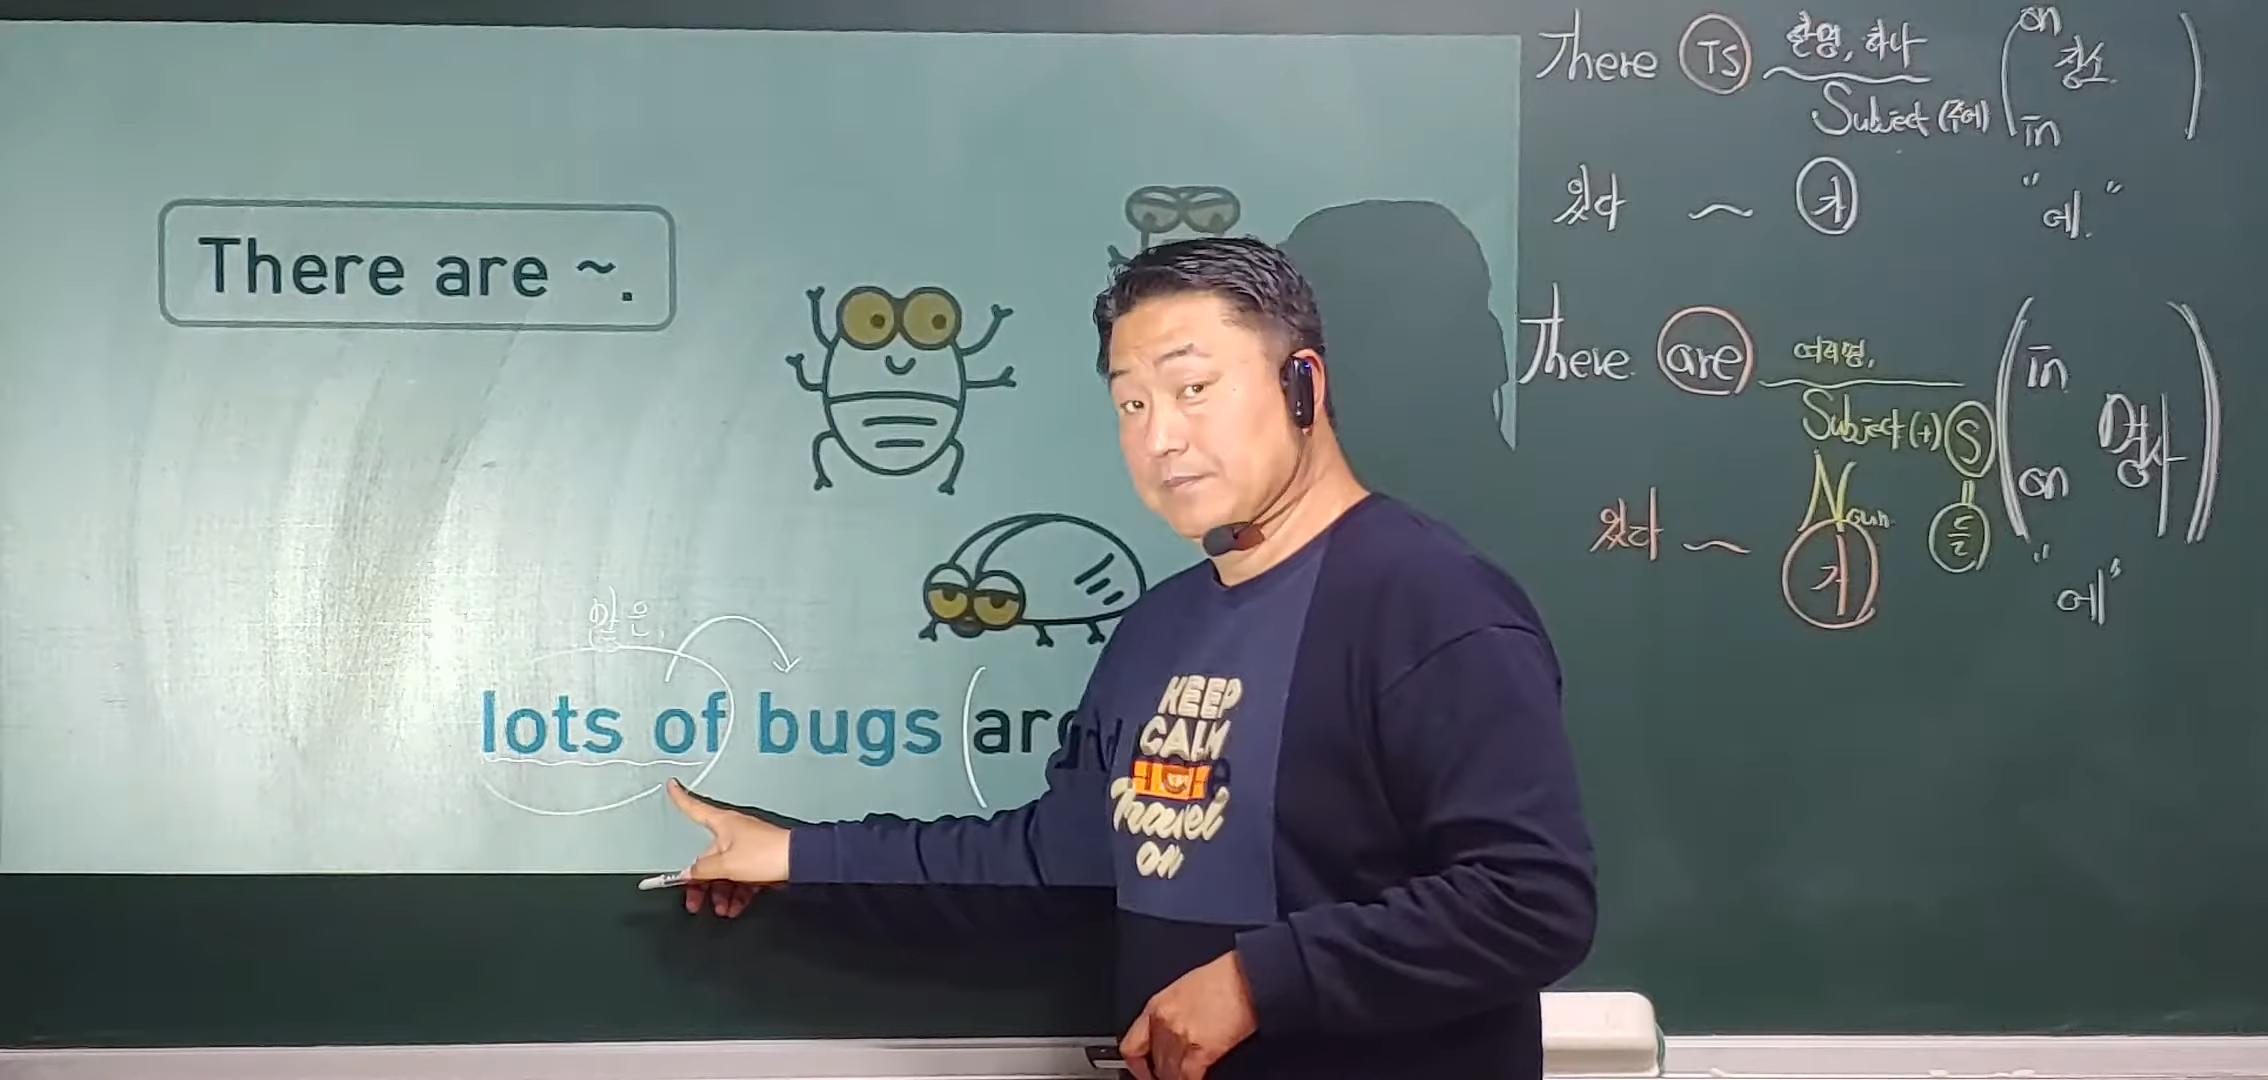 There are ~.
많은
lots of bugs (ar
KEEP
CALM
Travel
ON
There is 한명, 하나
Subject (주어)
on
장소.
in
있다 ~ 가
" 에 "
There are 여러명,
Subject (+) S
Noun
들
in
명사
on
있다 ~ 가
" 에 "